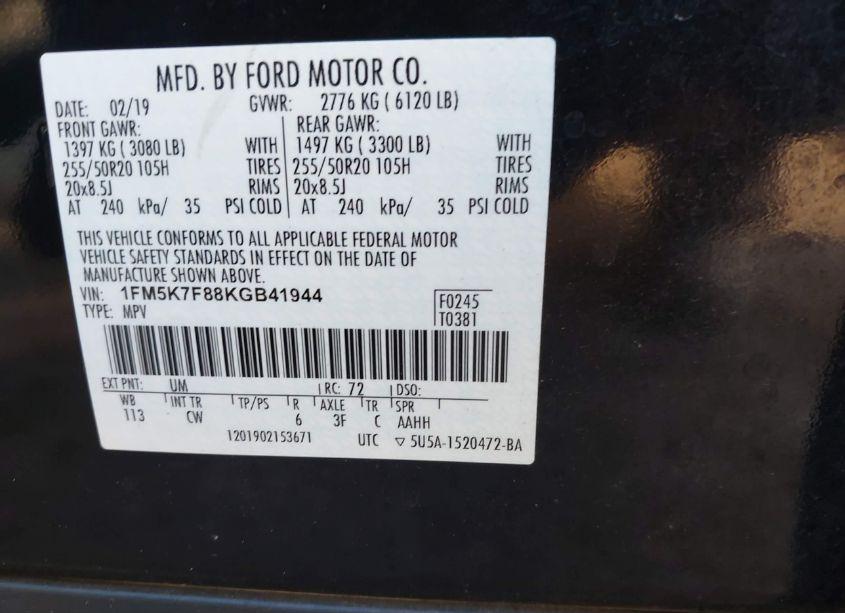 MFD. BY FORD MOTOR CO.
DATE: 02/19 GVWR: 2776 KG ( 6120 LB)
FRONT GAWR: REAR GAWR:
1397 KG ( 3080 LB) WITH 1497 KG ( 3300 LB) WITH
255/50R20 105H TIRES 255/50R20 105H TIRES
20x8.5J RIMS 20x8.5J RIMS
AT 240 kPa/ 35 PSI COLD AT 240 kPa/ 35 PSI COLD
THIS VEHICLE CONFORMS TO ALL APPLICABLE FEDERAL MOTOR
VEHICLE SAFETY STANDARDS IN EFFECT ON THE DATE OF
MANUFACTURE SHOWN ABOVE.
VIN: 1FM5K7F88KGB41944 F0245
TYPE: MPV T0381
EXT PNT: UM RC: 72 DSO:
WB INT TR TP/PS R AXLE TR SPR
113 CW 6 3F C AAHH
1201902153671 UTC ▽ 5U5A-1520472-BA